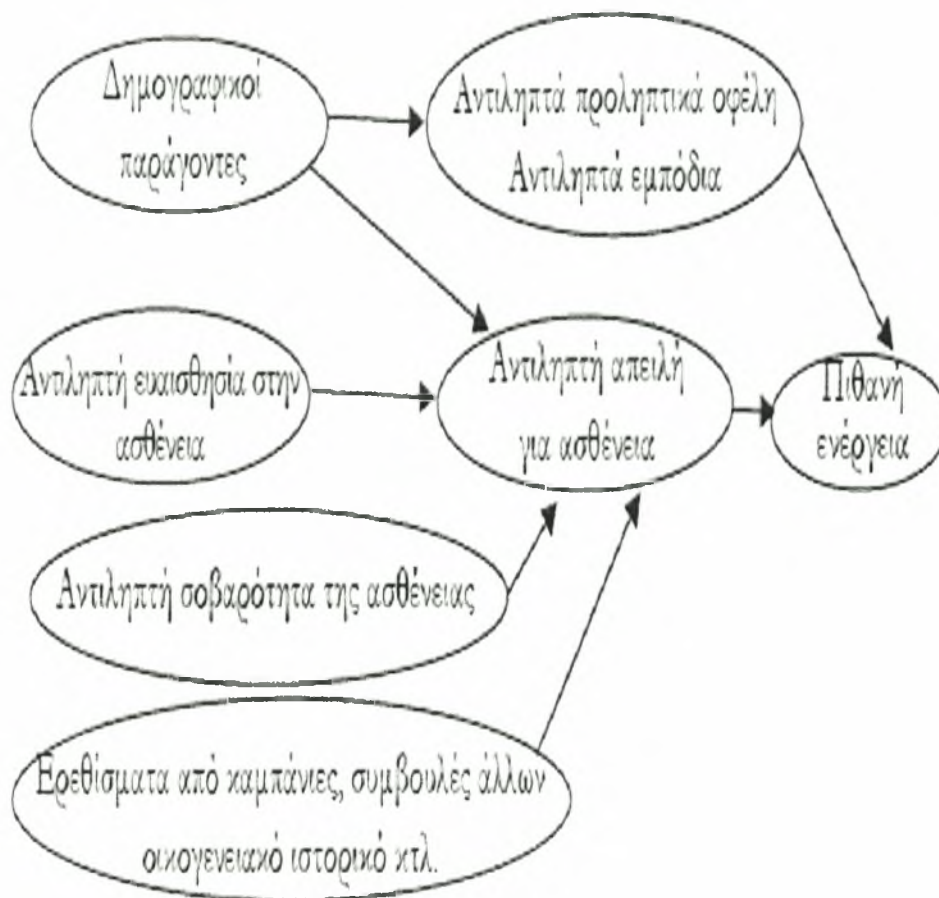 Δημογραφικοί
παράγοντες
Αντιληπτά προληπτικά οφέλη
Αντιληπτά εμπόδια
Αντιληπτή ευαισθησία στην
ασθένεια
Αντιληπτή απειλή
για ασθένεια
Πιθανή
ενέργεια
Αντιληπτή σοβαρότητα της ασθένειας
Ερεθίσματα από καμπάνιες, συμβουλές άλλων
οικογενειακό ιστορικό κτλ.